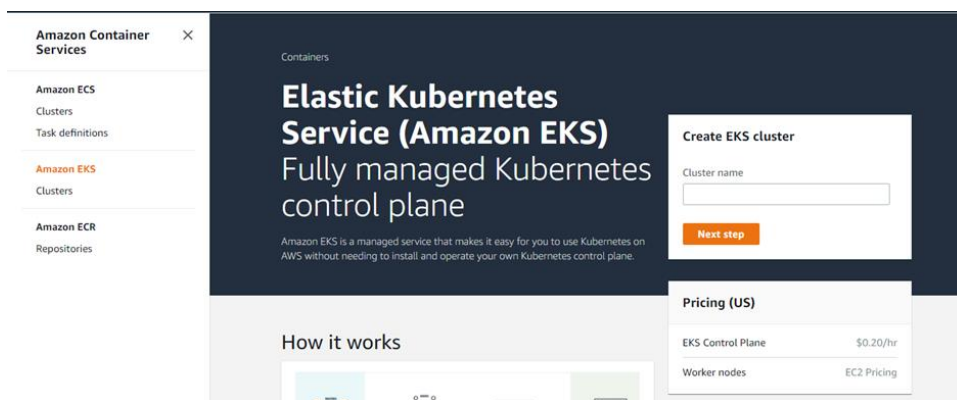 Amazon Container
Services
Amazon ECS
Clusters
Task definitions
Amazon EKS
Clusters
Amazon ECR
Repositories
Containers
Elastic Kubernetes
Service (Amazon EKS)
Fully managed Kubernetes
control plane
Amazon EKS is a managed service that makes it easy for you to use Kubernetes on
AWS without needing to install and operate your own Kubernetes control plane.
Create EKS cluster
Cluster name
Next step
Pricing (US)
EKS Control Plane $0.20/hr
Worker nodes EC2 Pricing
How it works